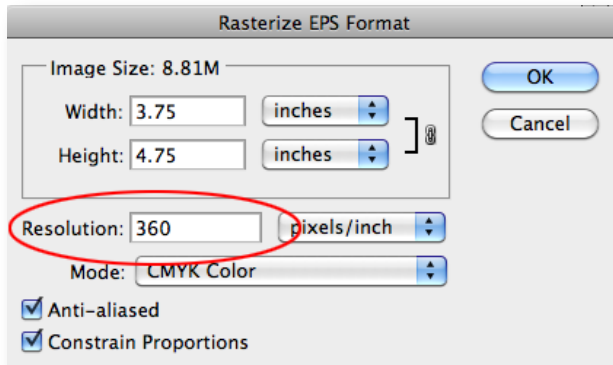 Rasterize EPS Format
Image Size: 8.81M
OK
Width: 3.75 inches
Cancel
Height: 4.75 inches
Resolution: 360 pixels/inch
Mode: CMYK Color
Anti-aliased
Constrain Proportions